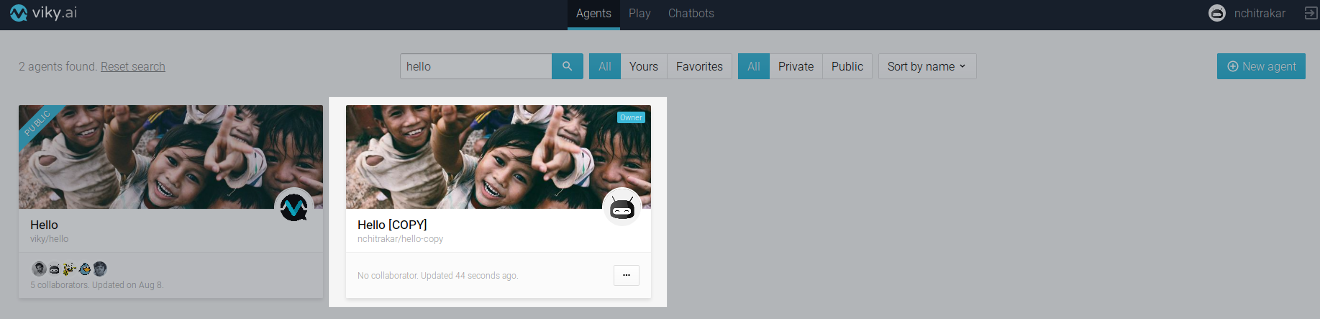 viky.ai Agents Play Chatbots nchitrakar
2 agents found. Reset search hello All Yours Favorites All Private Public Sort by name New agent
PUBLIC
Owner
Hello
viky/hello
5 collaborators. Updated on Aug 8.
Hello [COPY]
nchitrakar/hello-copy
No collaborator. Updated 44 seconds ago.